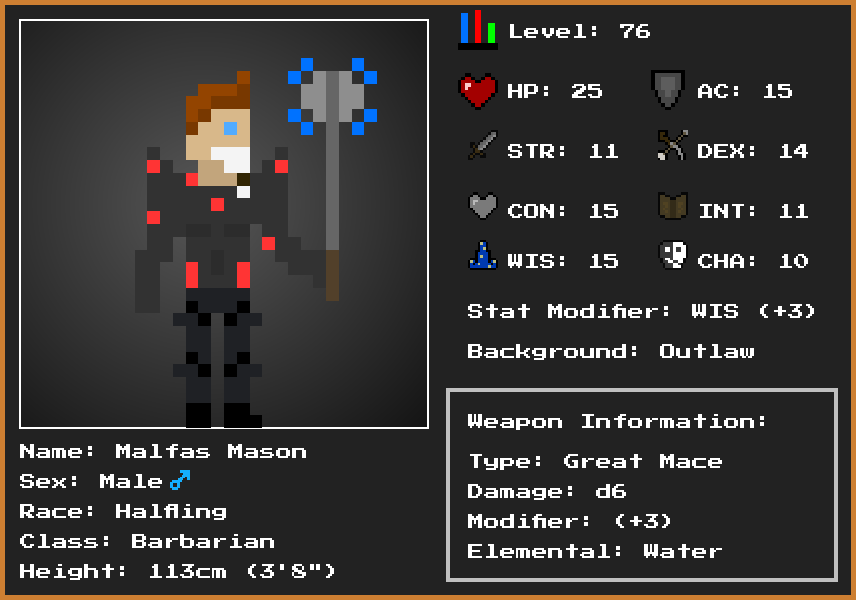 Level: 76
HP: 25
AC: 15
STR: 11
DEX: 14
CON: 15
INT: 11
WIS: 15
CHA: 10
Stat Modifier: WIS (+3)
Background: Outlaw
Weapon Information:
Type: Great Mace
Damage: d6
Modifier: (+3)
Elemental: Water
Name: Malfas Mason
Sex: Male♂
Race: Halfling
Class: Barbarian
Height: 113cm (3'8")